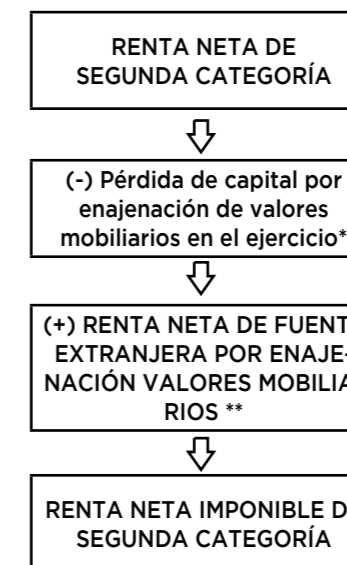 RENTA NETA DE
SEGUNDA CATEGORÍA
(-) Pérdida de capital por
enajenación de valores
mobiliarios en el ejercicio*
(+) RENTA NETA DE FUENT
EXTRANJERA POR ENAJE-
NACIÓN VALORES MOBILIA
RIOS **
RENTA NETA IMPONIBLE D
SEGUNDA CATEGORÍA